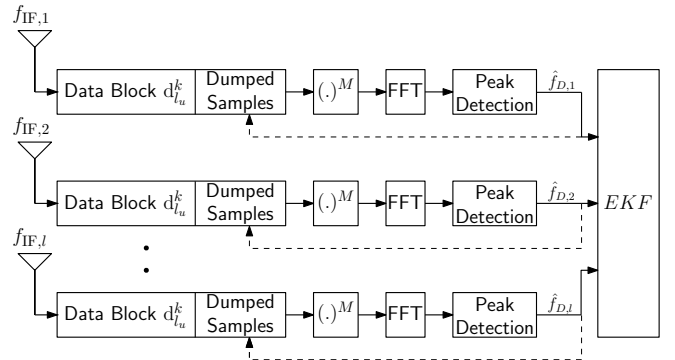 f_{IF,1}
Data Block d^k_{l_u}
Dumped
Samples
(.)^M
FFT
Peak
Detection
\hat{f}_{D,1}
f_{IF,2}
Data Block d^k_{l_u}
Dumped
Samples
(.)^M
FFT
Peak
Detection
\hat{f}_{D,2}
EKF
f_{IF,l}
Data Block d^k_{l_u}
Dumped
Samples
(.)^M
FFT
Peak
Detection
\hat{f}_{D,l}